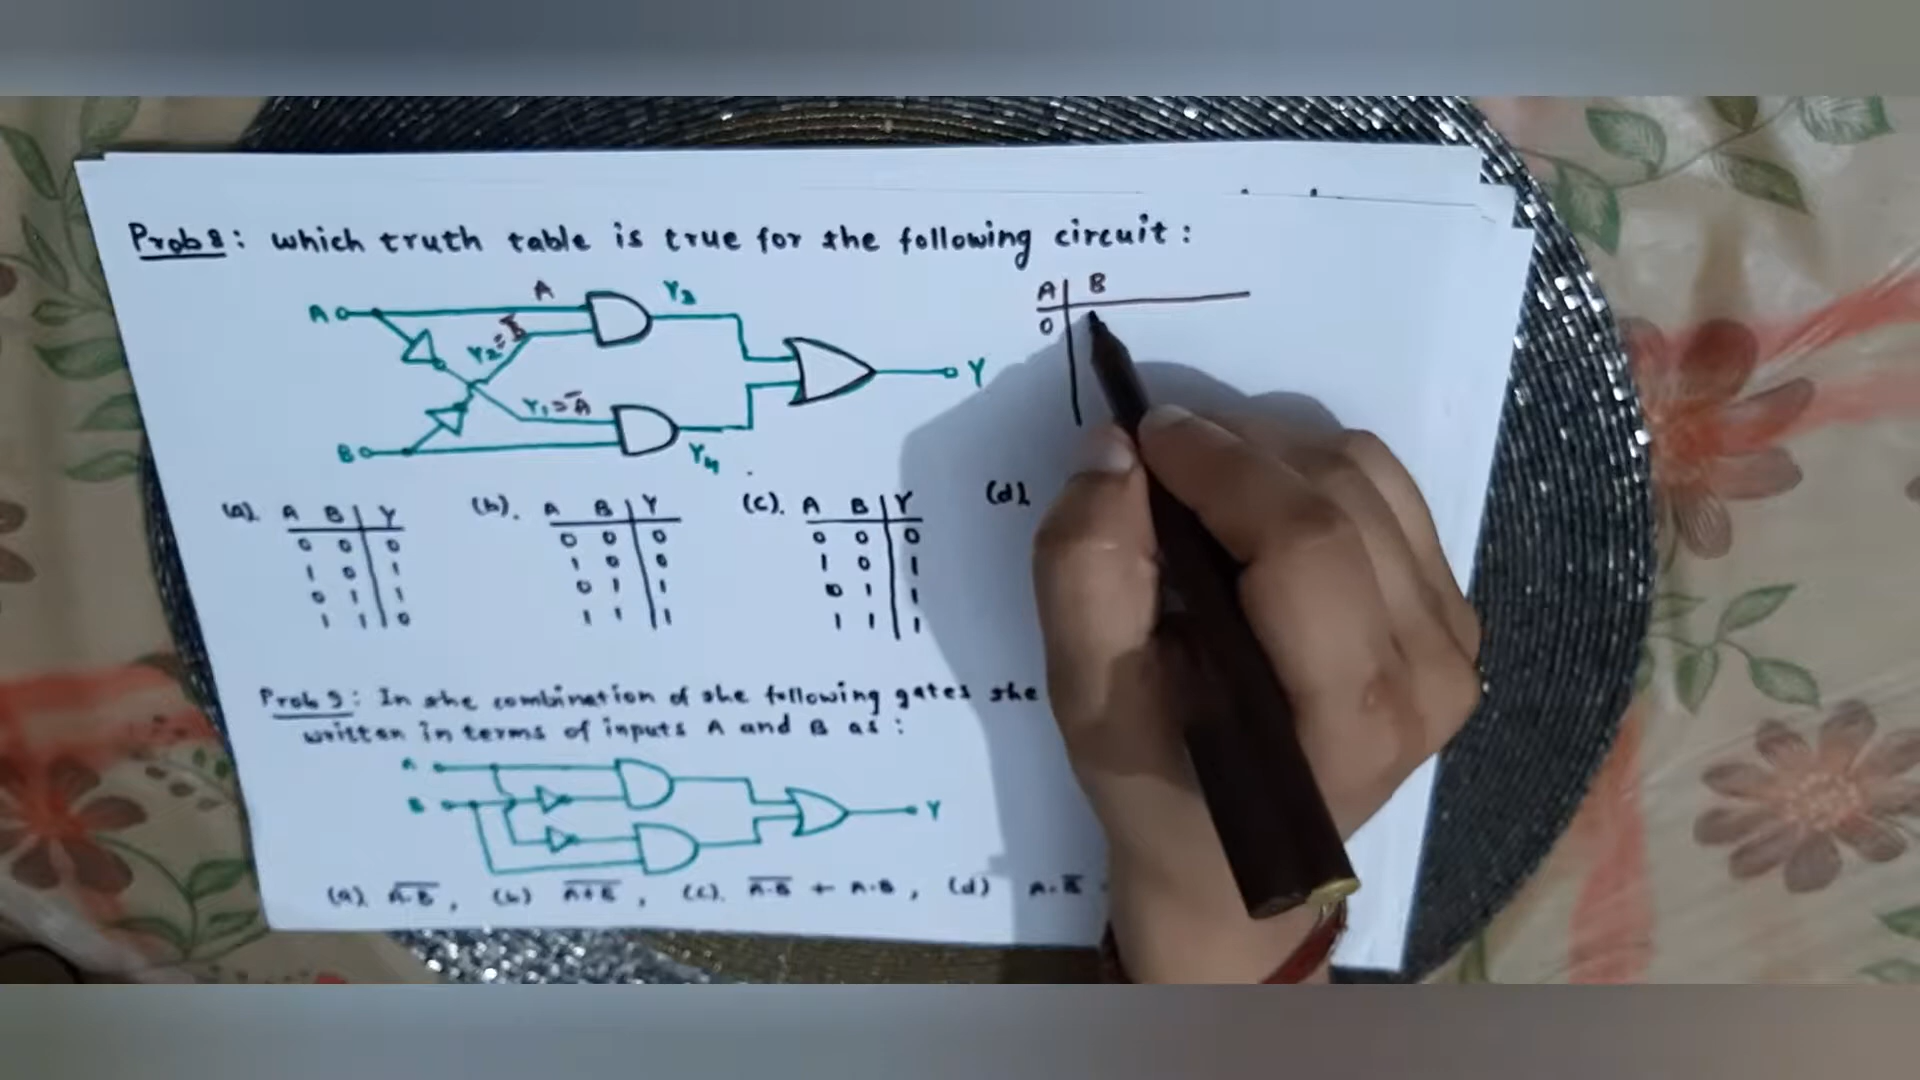 Prob 8: which truth table is true for the following circuit:
A Y3 A B
A Y2 = B̅ 0
Y
Y1 = A̅
B Y4
(a). A B Y (b). A B Y (c). A B Y (d).
0 0 0 0 0 0 0 0 0
1 0 1 1 0 0 1 0 1
0 1 1 0 1 1 0 1 1
1 1 0 1 1 1 1 1 1
Prob 9: In the combination of the following gates the
written in terms of inputs A and B as:
A
B Y
(a). A̅.̅B̅, (b) A̅+̅B̅, (c). A̅.̅B̅ + A.B, (d) A.B̅